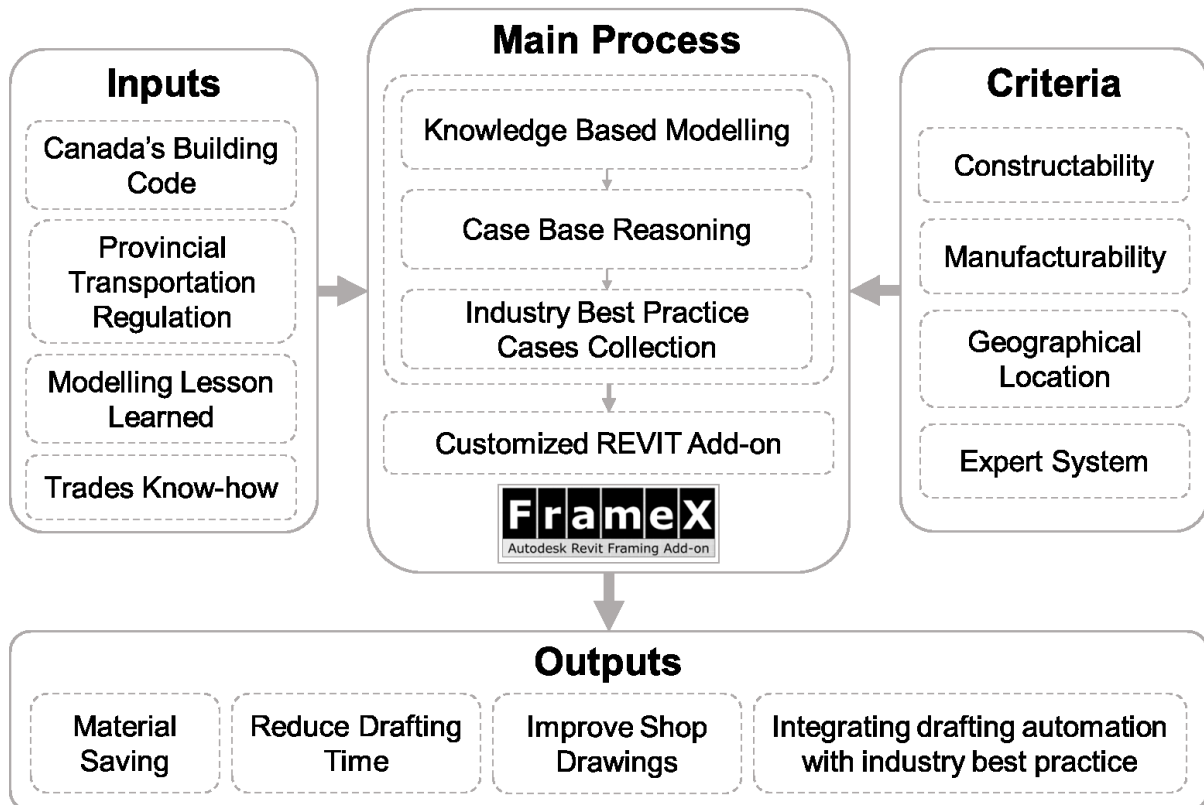 Inputs
Canada's Building
Code
Provincial
Transportation
Regulation
Modelling Lesson
Learned
Trades Know-how
Main Process
Knowledge Based Modelling
Case Base Reasoning
Industry Best Practice
Cases Collection
Customized REVIT Add-on
FrameX
Autodesk Revit Framing Add-on
Criteria
Constructability
Manufacturability
Geographical
Location
Expert System
Outputs
Material
Saving
Reduce Drafting
Time
Improve Shop
Drawings
Integrating drafting automation
with industry best practice